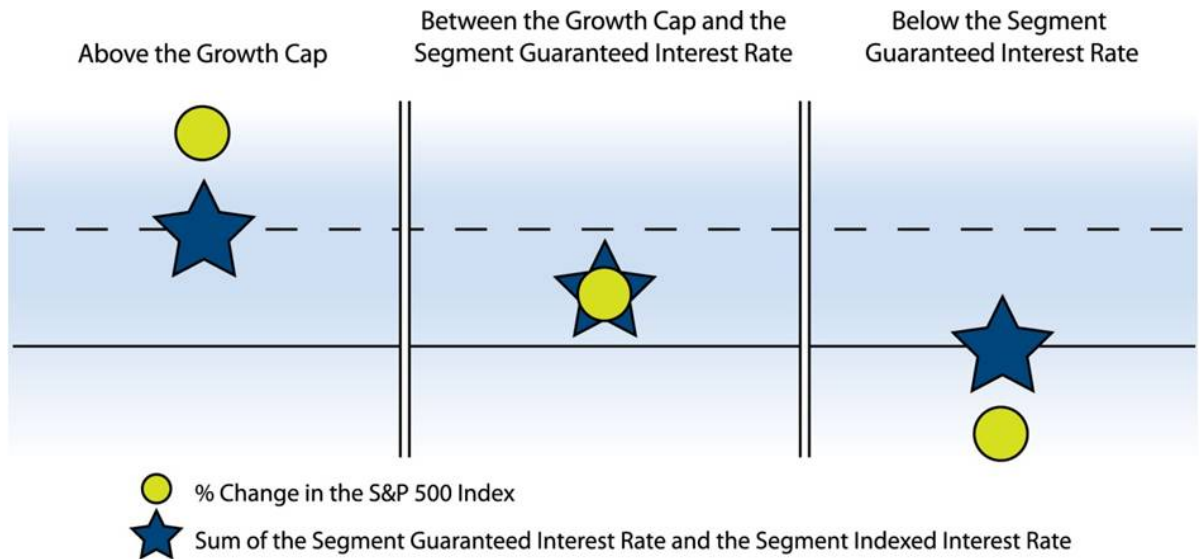 Above the Growth Cap
Between the Growth Cap and the
Segment Guaranteed Interest Rate
Below the Segment
Guaranteed Interest Rate
% Change in the S&P 500 Index
Sum of the Segment Guaranteed Interest Rate and the Segment Indexed Interest Rate